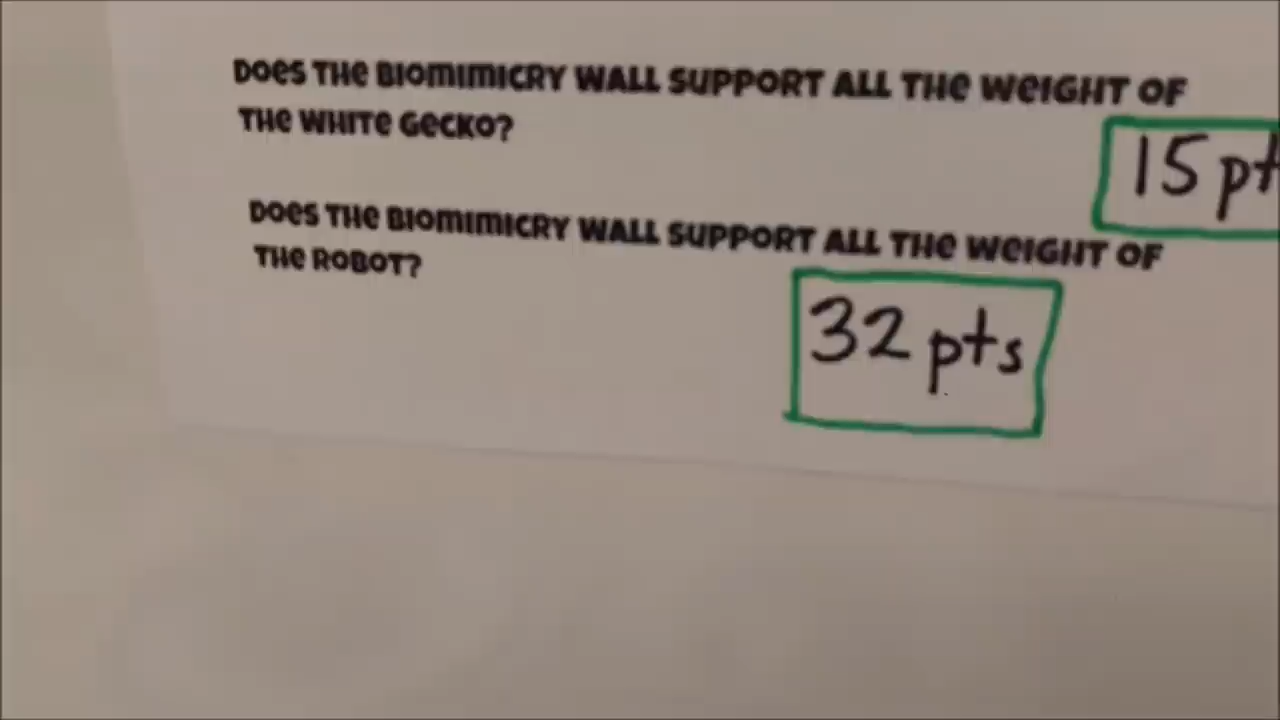 DOES THE BIOMIMICRY WALL SUPPORT ALL THE WEIGHT OF
THE WHITE GECKO?
15 pt
DOES THE BIOMIMICRY WALL SUPPORT ALL THE WEIGHT OF
THE ROBOT?
32 pts